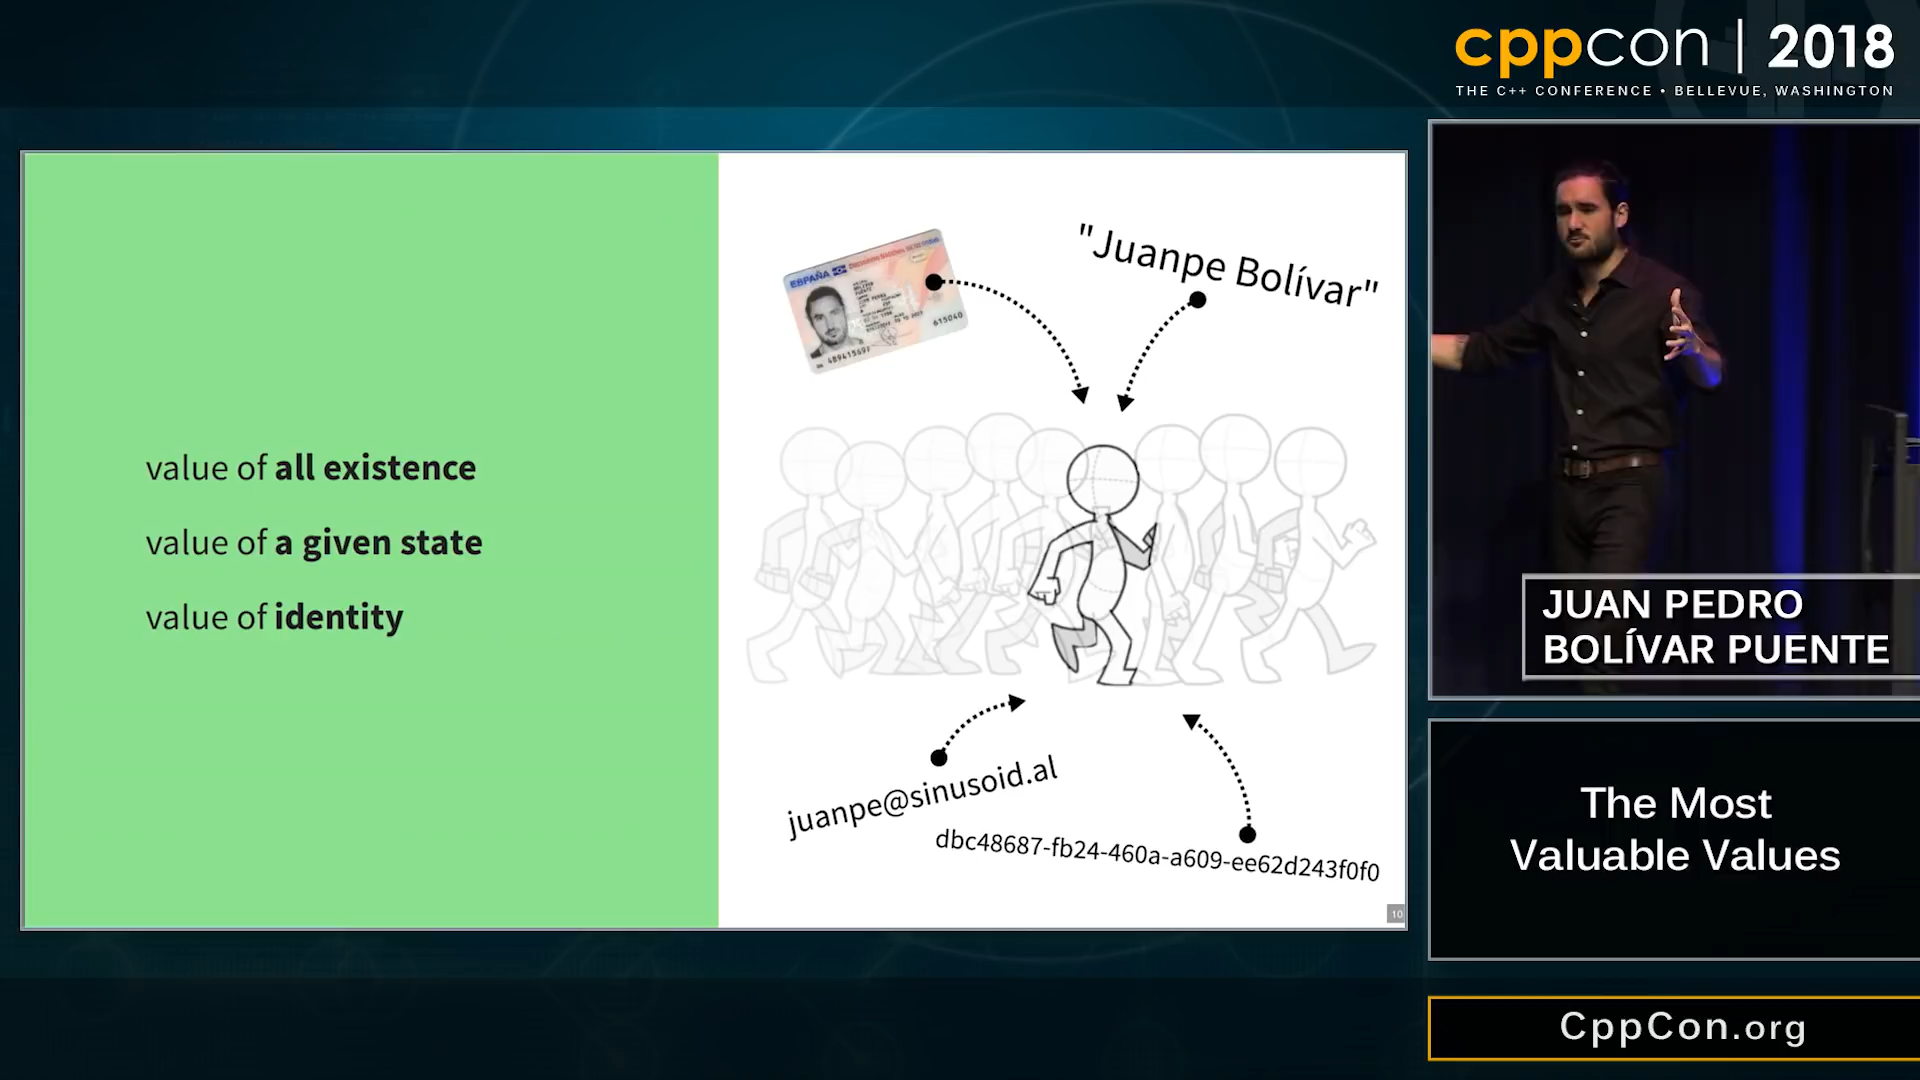 cppcon | 2018
THE C++ CONFERENCE • BELLEVUE, WASHINGTON
value of all existence
value of a given state
value of identity
ESPAÑA
615040
"Juanpe Bolívar"
juanpe@sinusoid.al
dbc48687-fb24-460a-a609-ee62d243f0f0
10
JUAN PEDRO
BOLÍVAR PUENTE
The Most
Valuable Values
CppCon.org